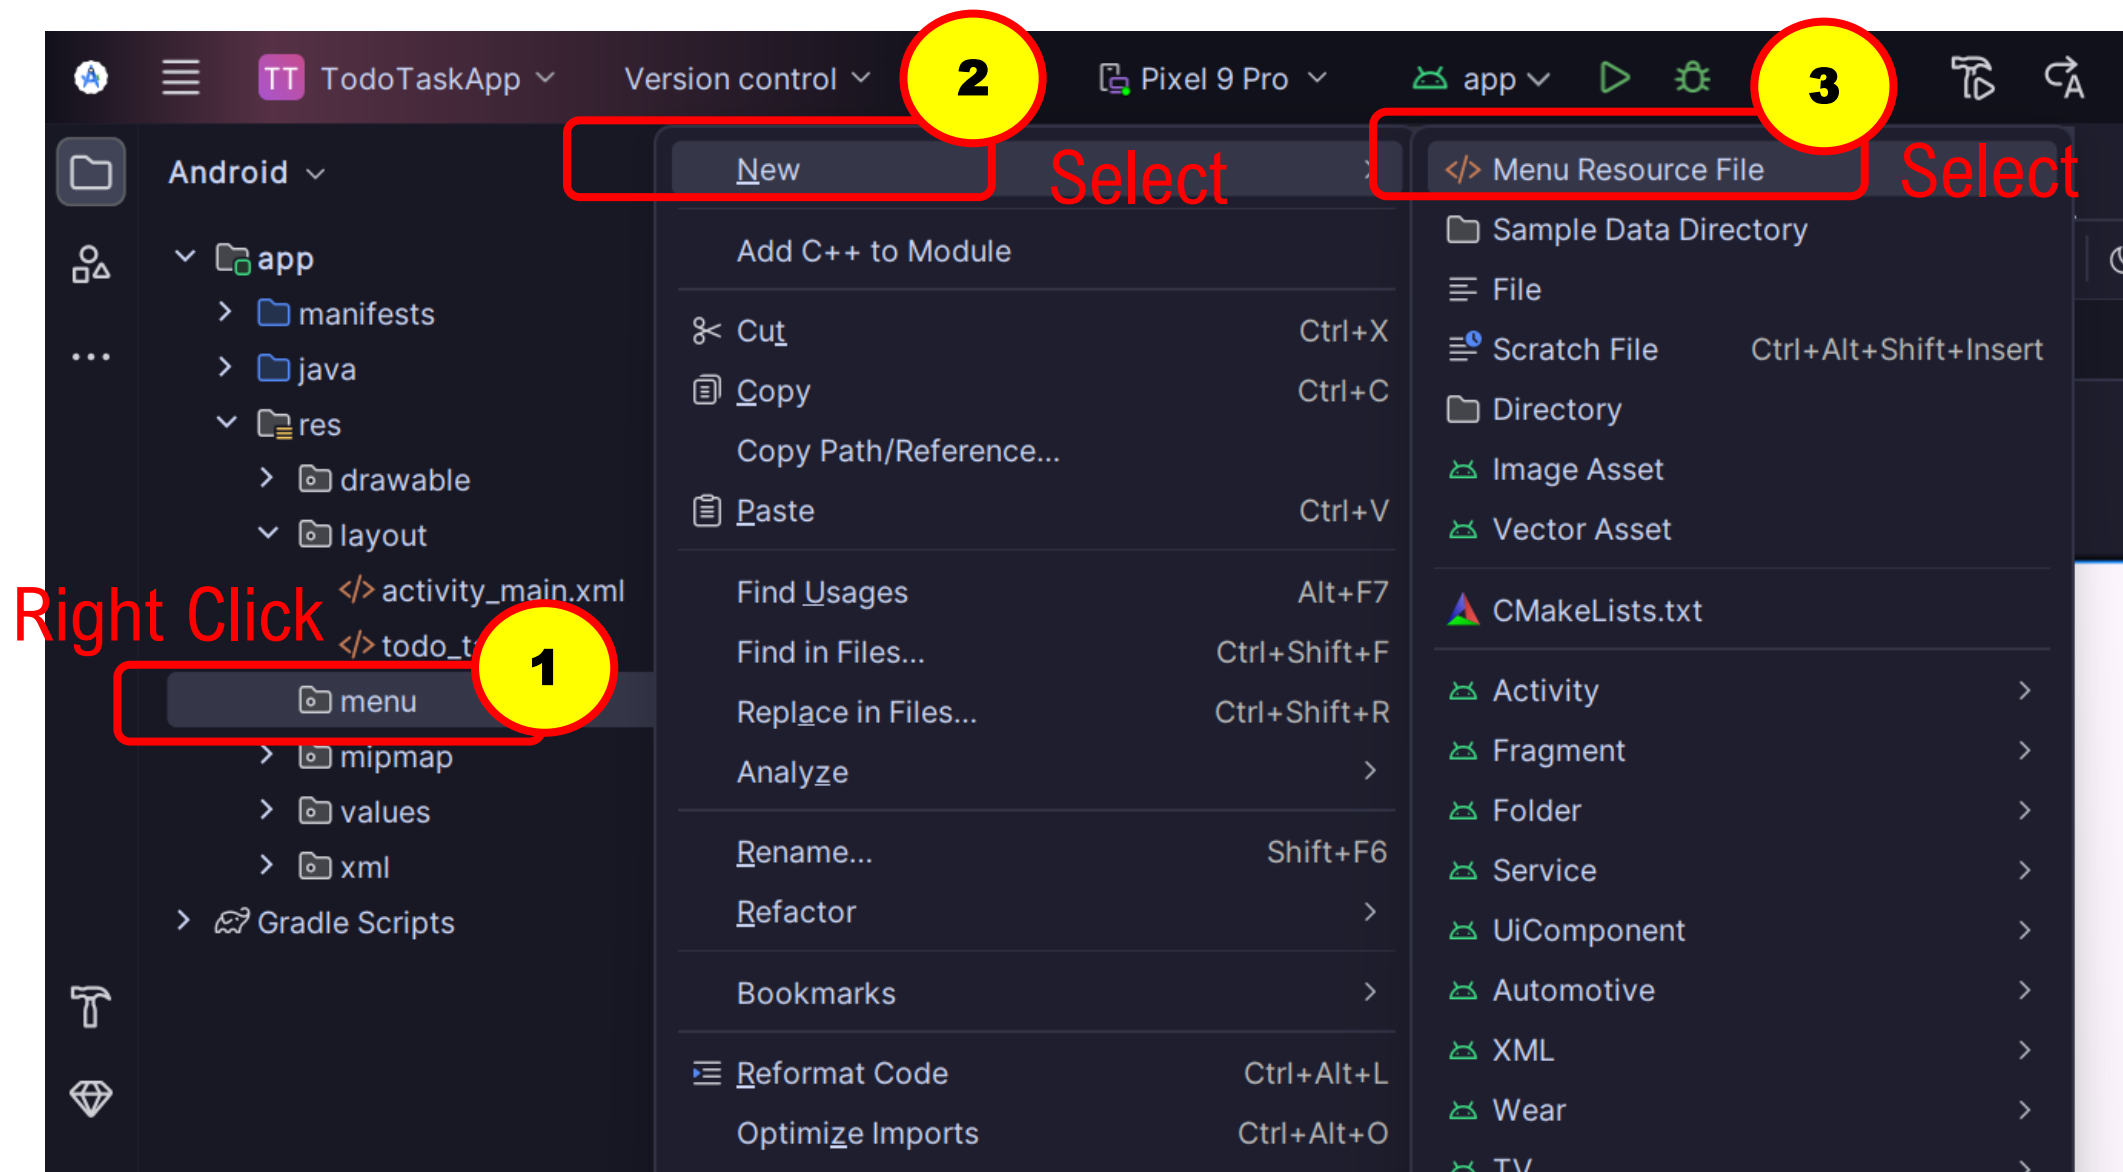 TT TodoTaskApp Version control 2 Pixel 9 Pro app 3
Android
app
manifests
java
res
drawable
layout
activity_main.xml
Right Click
todo_ta
1
menu
mipmap
values
xml
Gradle Scripts
New Select
Add C++ to Module
Cut Ctrl+X
Copy Ctrl+C
Copy Path/Reference...
Paste Ctrl+V
Find Usages Alt+F7
Find in Files... Ctrl+Shift+F
Replace in Files... Ctrl+Shift+R
Analyze
Rename... Shift+F6
Refactor
Bookmarks
Reformat Code Ctrl+Alt+L
Optimize Imports Ctrl+Alt+O
Menu Resource File Select
Sample Data Directory
File
Scratch File Ctrl+Alt+Shift+Insert
Directory
Image Asset
Vector Asset
CMakeLists.txt
Activity
Fragment
Folder
Service
UiComponent
Automotive
XML
Wear
TV